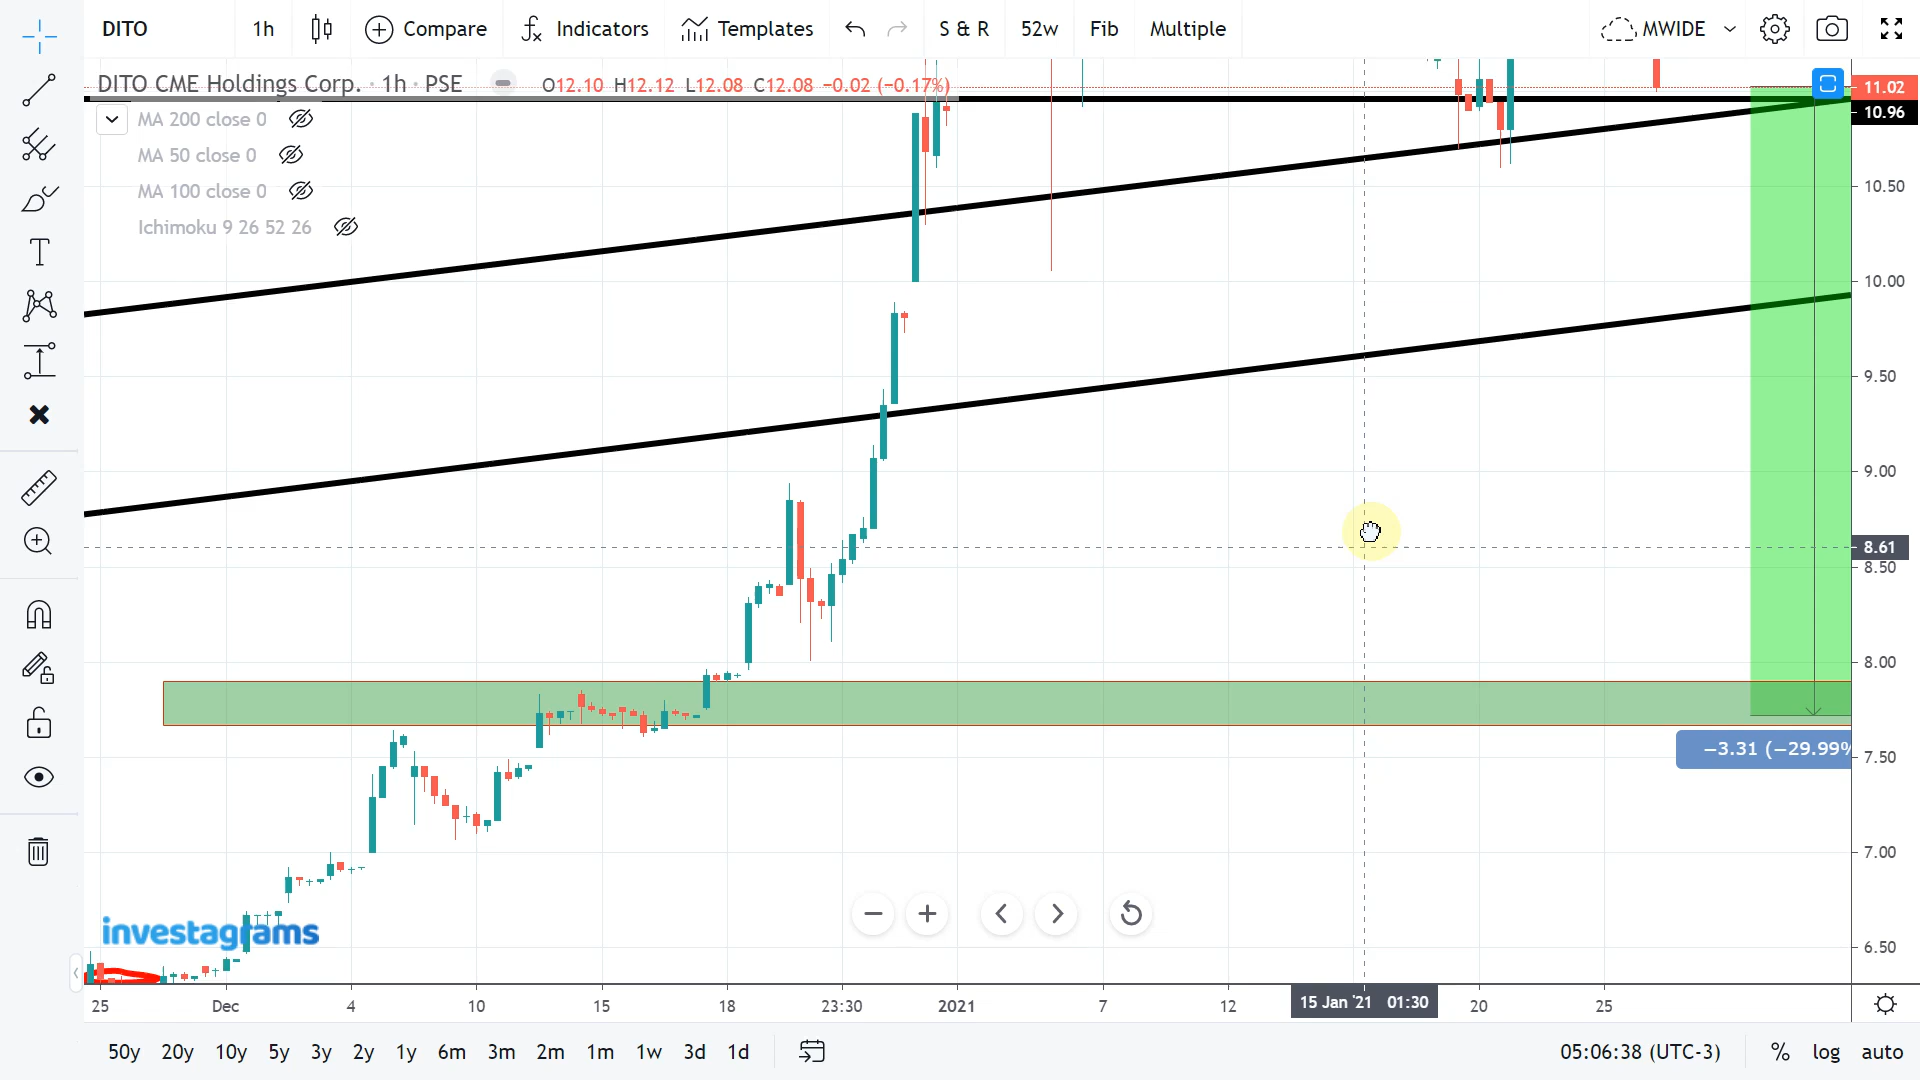 DITO 1h Compare Indicators Templates S & R 52w Fib Multiple MWIDE
DITO CME Holdings Corp. · 1h · PSE O12.10 H12.12 L12.08 C12.08 −0.02 (−0.17%)
MA 200 close 0
MA 50 close 0
MA 100 close 0
Ichimoku 9 26 52 26
11.02
10.96
10.50
10.00
9.50
9.00
8.61
8.50
8.00
7.50
7.00
6.50
−3.31 (−29.99%
investagrams
25 Dec 4 10 15 18 23:30 2021 7 12 15 Jan '21 01:30 20 25
50y 20y 10y 5y 3y 2y 1y 6m 3m 2m 1m 1w 3d 1d 05:06:38 (UTC-3) % log auto